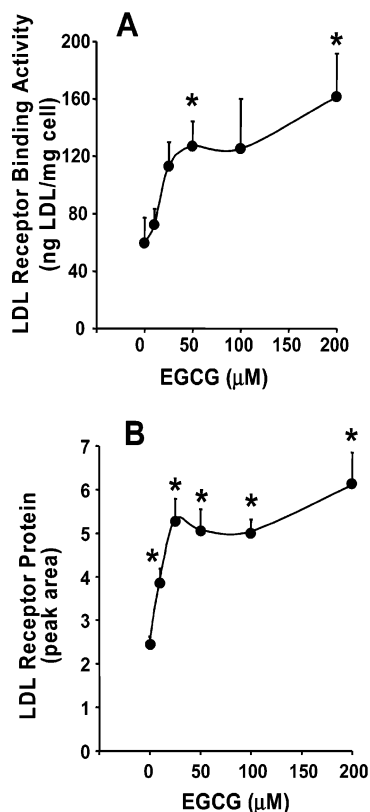 A
LDL Receptor Binding Activity
(ng LDL/mg cell)
200
160
120
80
40
0
*
*
0 50 100 150 200
EGCG (μM)
B
LDL Receptor Protein
(peak area)
7
6
5
4
3
2
1
0
*
*
*
*
*
0 50 100 150 200
EGCG (μM)